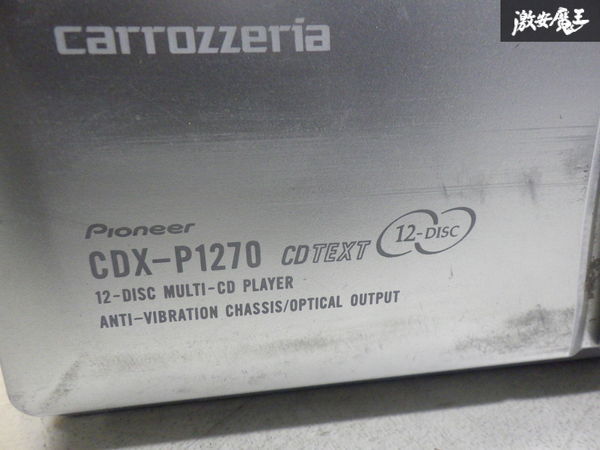 激安魔王
carrozzeria
Pioneer
CDX-P1270 CD TEXT 12-DISC
12-DISC MULTI-CD PLAYER
ANTI-VIBRATION CHASSIS/OPTICAL OUTPUT